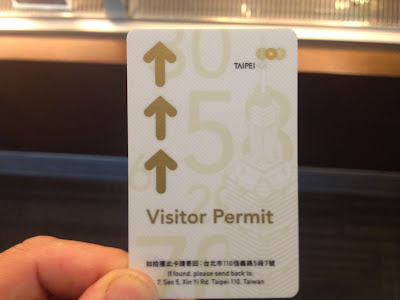 TAIPEI 101
Visitor Permit
如拾獲此卡請寄回：台北市110信義路5段7號
If found, please send back to:
7, Sec 5, Xin Yi Rd. Taipei 110, Taiwan